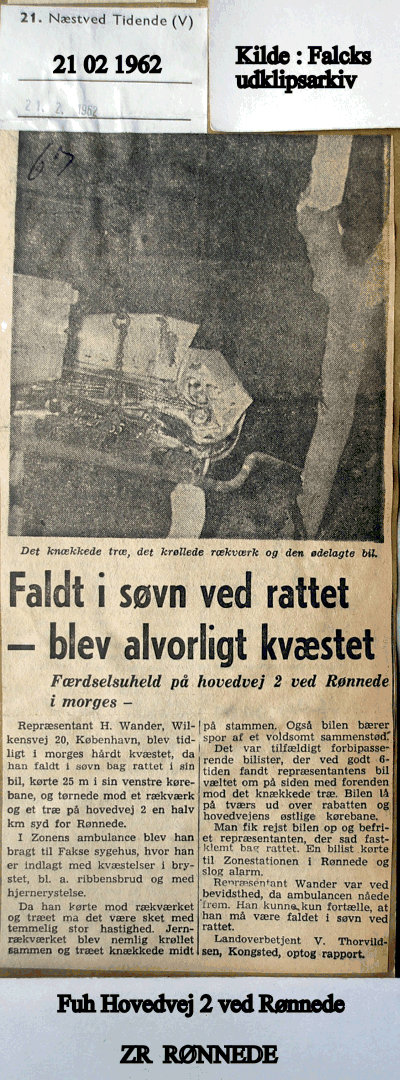 21. Næstved Tidende (V)
21 02 1962
21. 2. 1962
Kilde : Falcks
udklipsarkiv
67
Det knækkede træ, det krøllede rækværk og den ødelagte bil.
Faldt i søvn ved rattet
— blev alvorligt kvæstet
Færdselsuheld på hovedvej 2 ved Rønnede
i morges –
Repræsentant H. Wander, Wil-
kensvej 20, København, blev tid-
ligt i morges hårdt kvæstet, da
han faldt i søvn bag rattet i sin
bil, kørte 25 m i sin venstre køre-
bane, og tørnede mod et rækværk
og et træ på hovedvej 2 en halv
km syd for Rønnede.
I Zonens ambulance blev han
bragt til Fakse sygehus, hvor han
er indlagt med kvæstelser i bry-
stet, bl. a. ribbensbrud og med
hjernerystelse.
Da han kørte mod rækværket
og træet ma det være sket med
temmelig stor hastighed. Jern-
rækværket blev nemlig krøllet
sammen og træet knækkede midt
på stammen. Også bilen bærer
spor af et voldsomt sammenstød.
Det var tilfældigt forbipasse-
rende bilister, der ved godt 6-
tiden fandt repræsentantens bil
væltet om på siden med forenden
mod det knækkede træ. Bilen lå
på tværs ud over rabatten og
hovedvejens østlige kørebane.
Man fik rejst bilen op og befri-
et repræsentanten, der sad fast-
klemt bag rattet. En bilist kørte
til Zonestationen i Rønnede og
slog alarm.
Repræsentant Wander var ved
bevidsthed, da ambulancen nåede
frem. Han kunne kun fortælle, at
han må være faldet i søvn ved
rattet.
Landoverbetjent V. Thorvild-
sen, Kongsted, optog rapport.
Fuh Hovedvej 2 ved Rønnede
ZR RØNNEDE